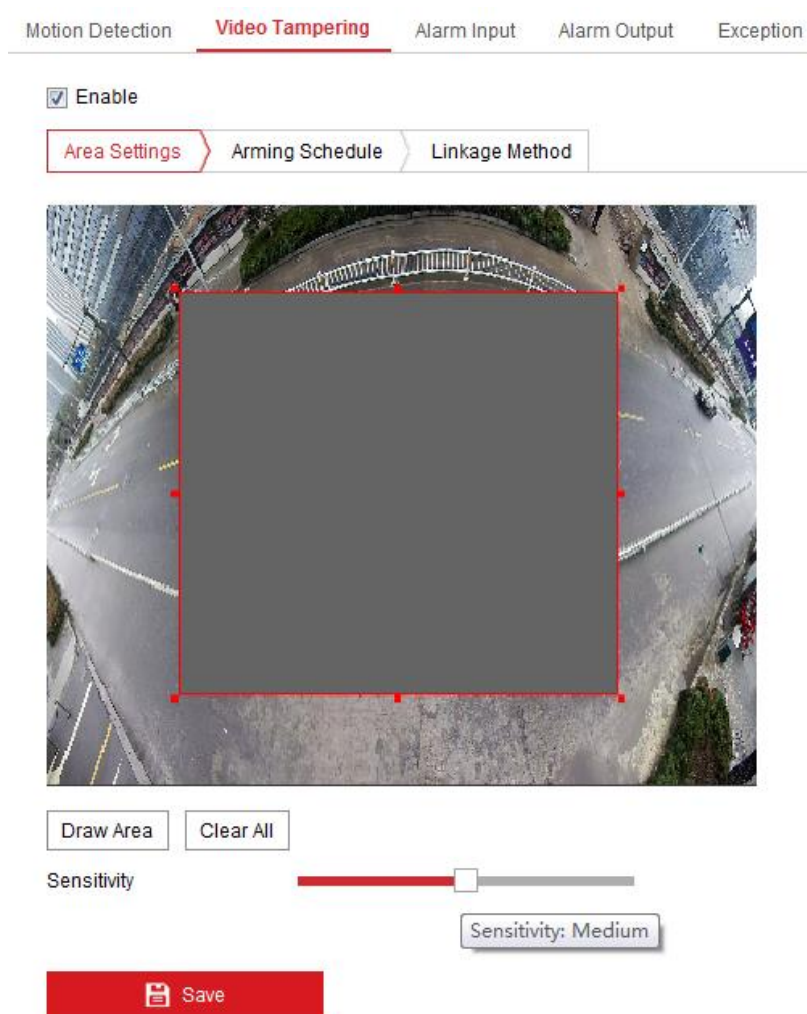 Motion Detection Video Tampering Alarm Input Alarm Output Exception
Enable
Area Settings Arming Schedule Linkage Method
Draw Area Clear All
Sensitivity
Sensitivity: Medium
Save